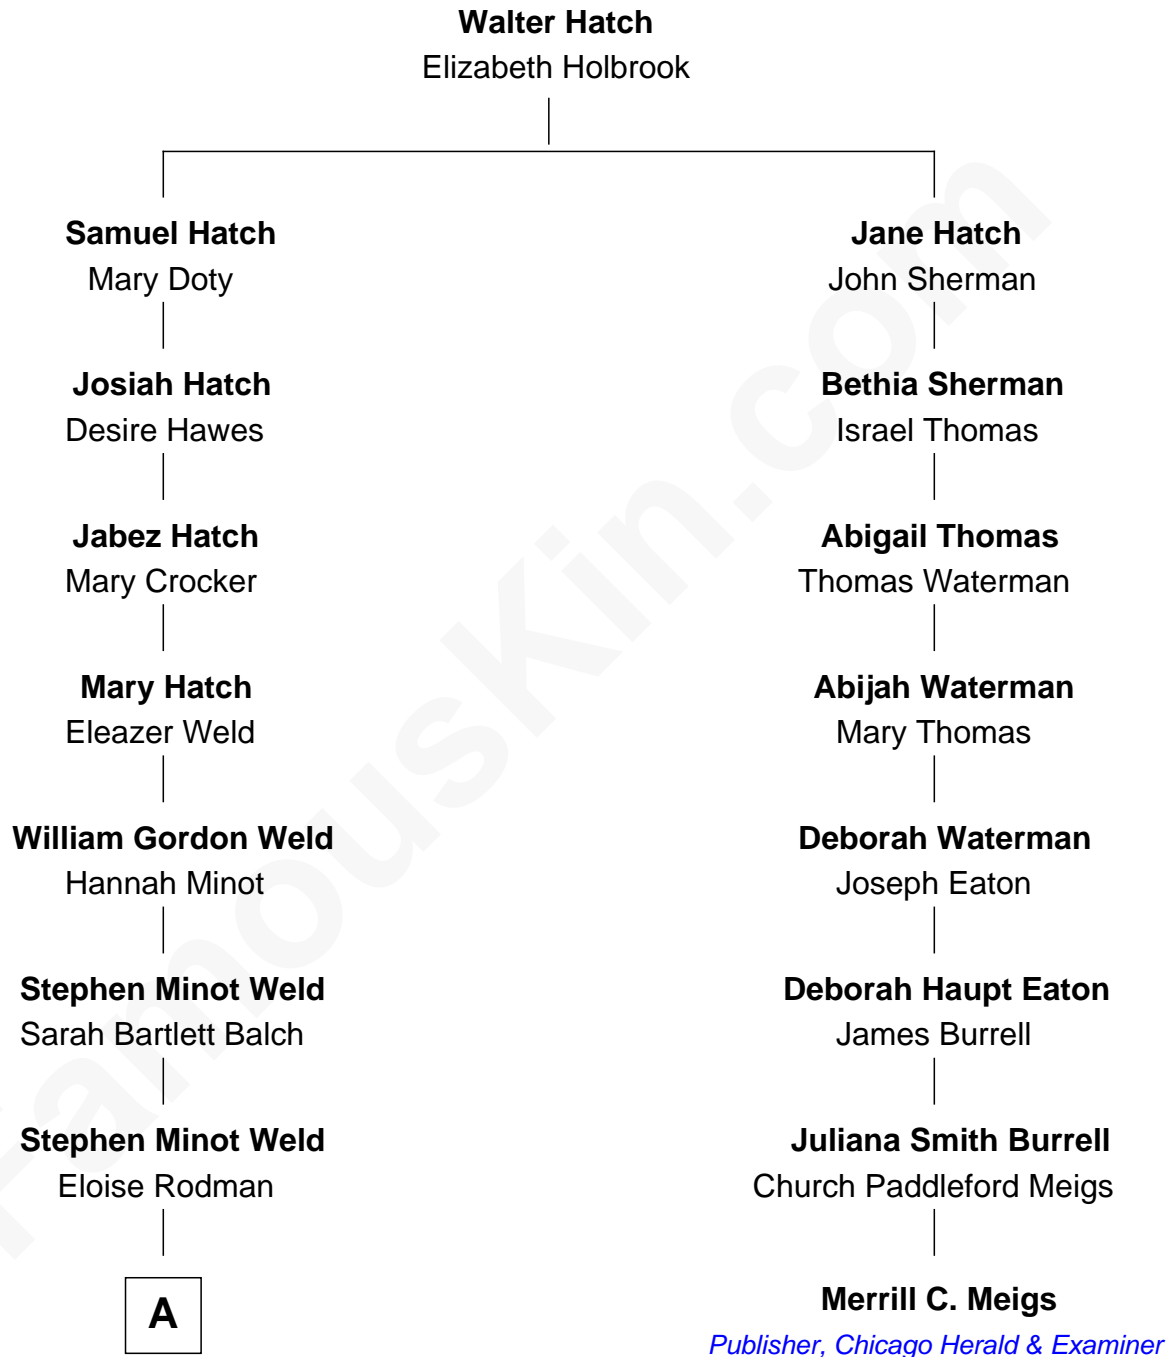 Walter Hatch
Elizabeth Holbrook
Samuel Hatch
Mary Doty
Josiah Hatch
Desire Hawes
Jabez Hatch
Mary Crocker
Mary Hatch
Eleazer Weld
William Gordon Weld
Hannah Minot
Stephen Minot Weld
Sarah Bartlett Balch
Stephen Minot Weld
Eloise Rodman
A
Jane Hatch
John Sherman
Bethia Sherman
Israel Thomas
Abigail Thomas
Thomas Waterman
Abijah Waterman
Mary Thomas
Deborah Waterman
Joseph Eaton
Deborah Haupt Eaton
James Burrell
Juliana Smith Burrell
Church Paddleford Meigs
Merrill C. Meigs
Publisher, Chicago Herald & Examiner
FamousKin.com